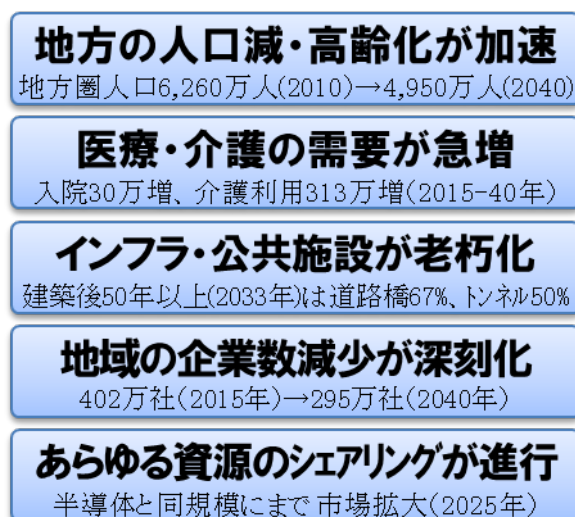 地方の人口減・高齢化が加速
地方圏人口6,260万人(2010)→4,950万人(2040)
医療・介護の需要が急増
入院30万増、介護利用313万増(2015-40年)
インフラ・公共施設が老朽化
建築後50年以上(2033年)は道路橋67%、トンネル50%
地域の企業数減少が深刻化
402万社(2015年)→295万社(2040年)
あらゆる資源のシェアリングが進行
半導体と同規模にまで市場拡大(2025年)